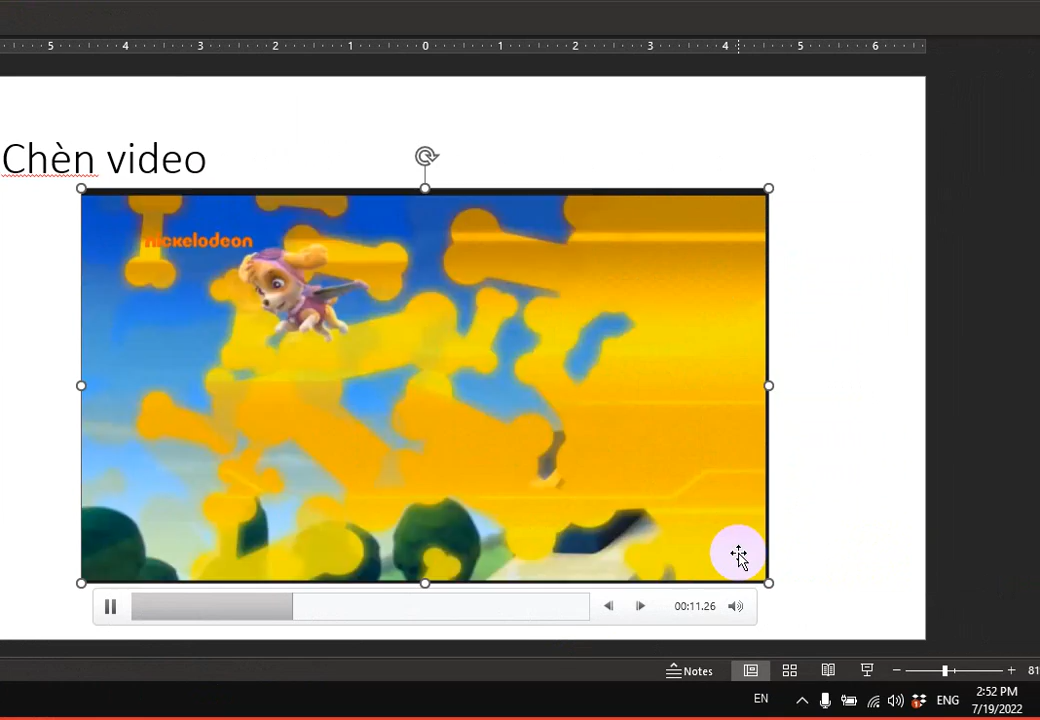 5 4 3 2 1 0 1 2 3 4 5 6
Chèn video
nickelodeon
00:11.26
Notes
81
EN
ENG
2:52 PM
7/19/2022